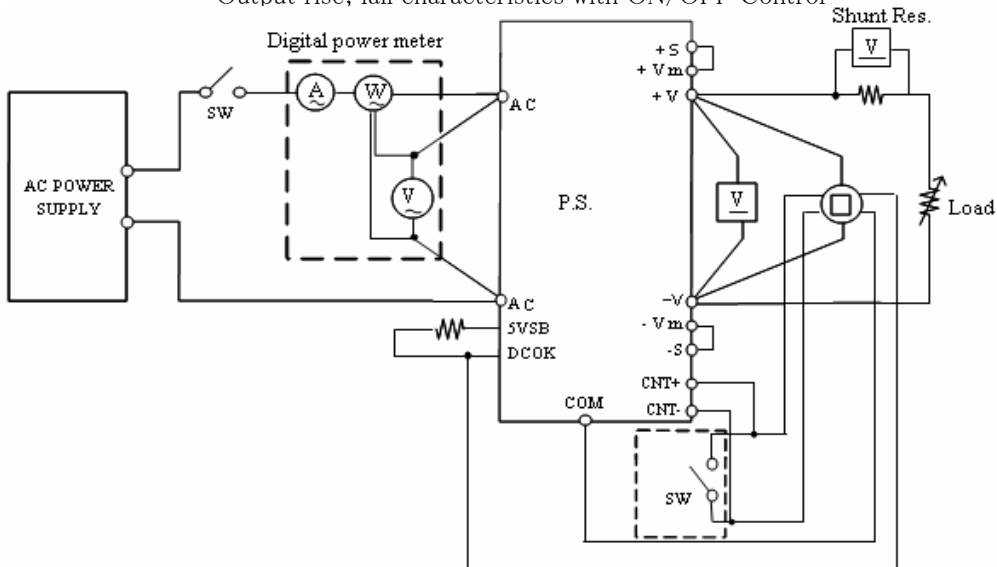 Output rise, fall characteristics with ON/OFF Control
Shunt Res.
V
Digital power meter
+S
+Vm
+V
A
W
SW
AC
AC POWER
SUPPLY
V
P.S.
V
Load
AC
-V
5VSB
-Vm
DCOK
-S
CNT+
COM
CNT-
SW